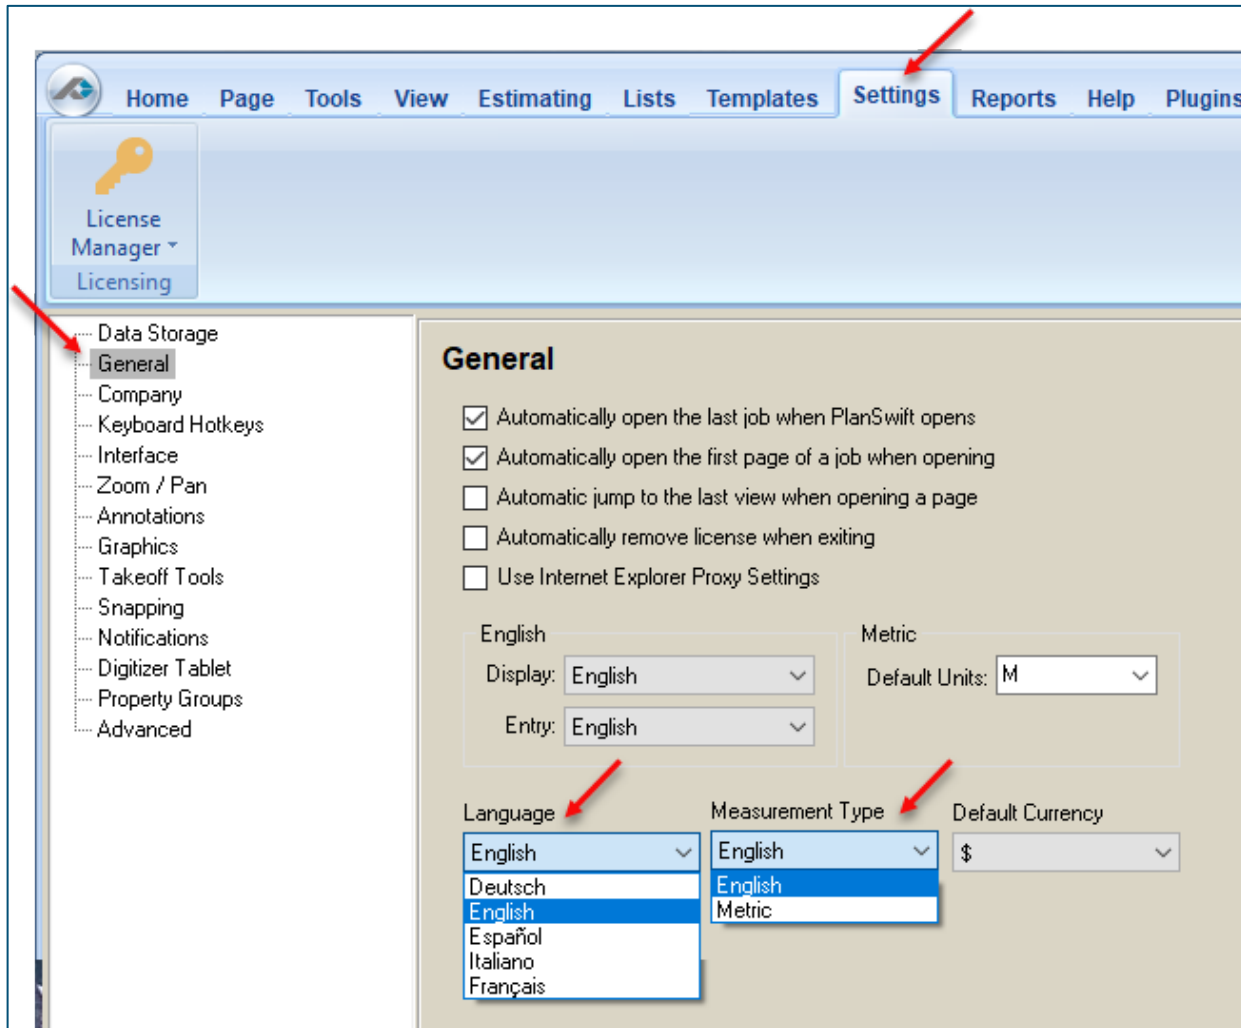 Home Page Tools View Estimating Lists Templates Settings Reports Help Plugins
License
Manager
Licensing
Data Storage
General
Company
Keyboard Hotkeys
Interface
Zoom / Pan
Annotations
Graphics
Takeoff Tools
Snapping
Notifications
Digitizer Tablet
Property Groups
Advanced
General
Automatically open the last job when PlanSwift opens
Automatically open the first page of a job when opening
Automatic jump to the last view when opening a page
Automatically remove license when exiting
Use Internet Explorer Proxy Settings
English
Display: English
Entry: English
Metric
Default Units: M
Language
English
Deutsch
English
Español
Italiano
Français
Measurement Type
English
English
Metric
Default Currency
$